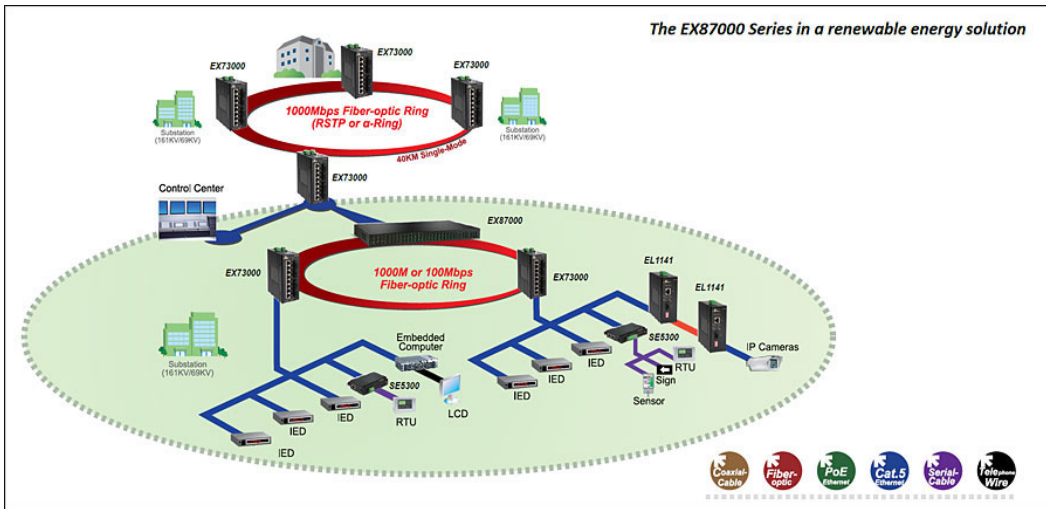 The EX87000 Series in a renewable energy solution
EX73000
EX73000
EX73000
1000Mbps Fiber-optic Ring
(RSTP or α-Ring)
40KM Single-Mode
Substation
(161KV/69KV)
Substation
(161KV/69KV)
EX73000
Control Center
EX87000
EX73000
1000M or 100Mbps
Fiber-optic Ring
EX73000
EL1141
EL1141
Substation
(161KV/69KV)
Embedded
Computer
SE5300
IED
IED
IED
RTU
LCD
SE5300
IED
IED
IED
RTU
Sign
Sensor
IP Cameras
Coaxial-
Cable
Fiber-
optic
PoE
Ethernet
Cat.5
Ethernet
Serial-
Cable
Telephone
Wire